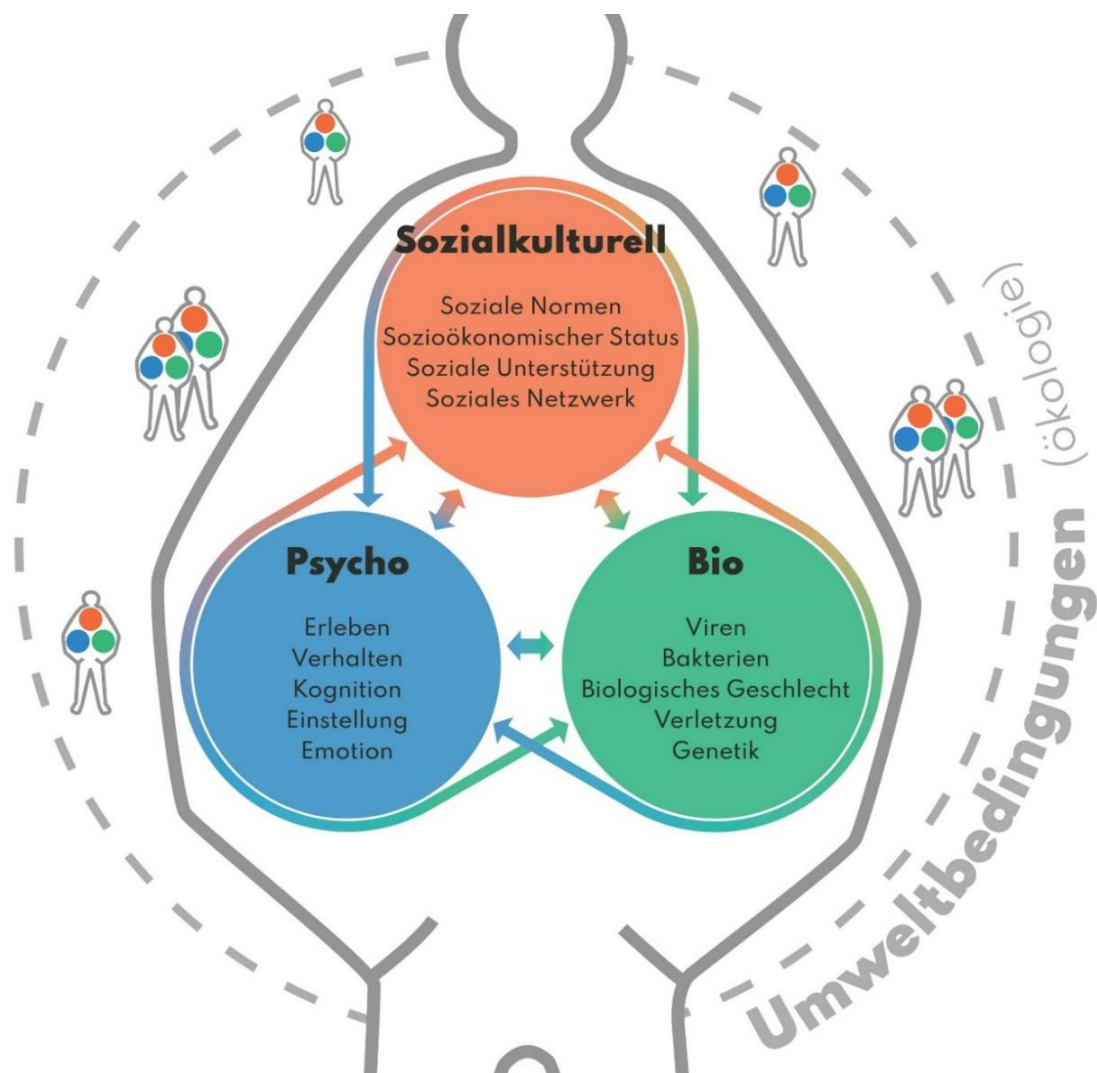 Sozialkulturell
Soziale Normen
Sozioökonomischer Status
Soziale Unterstützung
Soziales Netzwerk
Psycho
Erleben
Verhalten
Kognition
Einstellung
Emotion
Bio
Viren
Bakterien
Biologisches Geschlecht
Verletzung
Genetik
Umweltbedingungen
(ökologie)